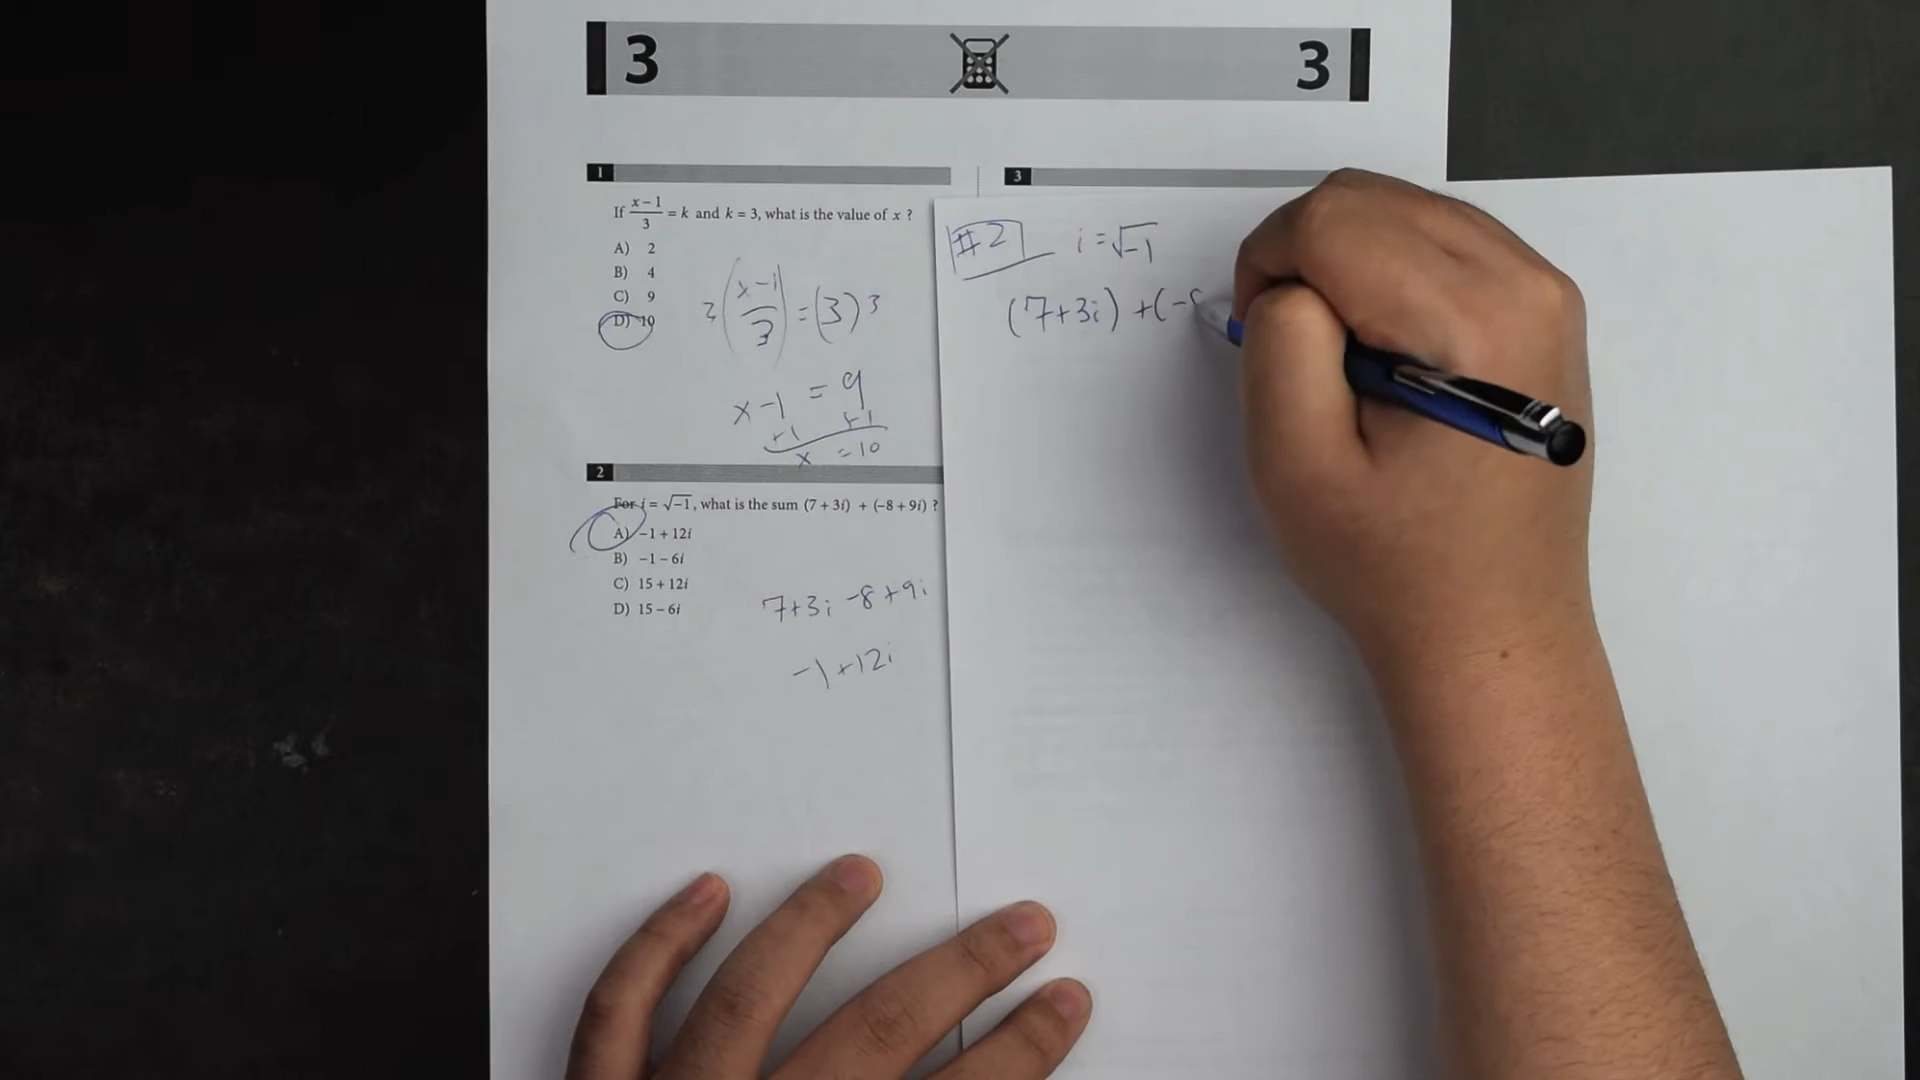 3 3
1
If x – 1 / 3 = k and k = 3, what is the value of x ?
A) 2
B) 4
C) 9
D) 10
3 (x-1 / 3) = (3) 3
x - 1 = 9
+1 +1
x = 10
2
For i = √–1, what is the sum (7 + 3i) + (–8 + 9i) ?
A) –1 + 12i
B) –1 – 6i
C) 15 + 12i
D) 15 – 6i
7+3i -8+9i
-1+12i
3
#2 i = √-1
(7+3i) + (-8